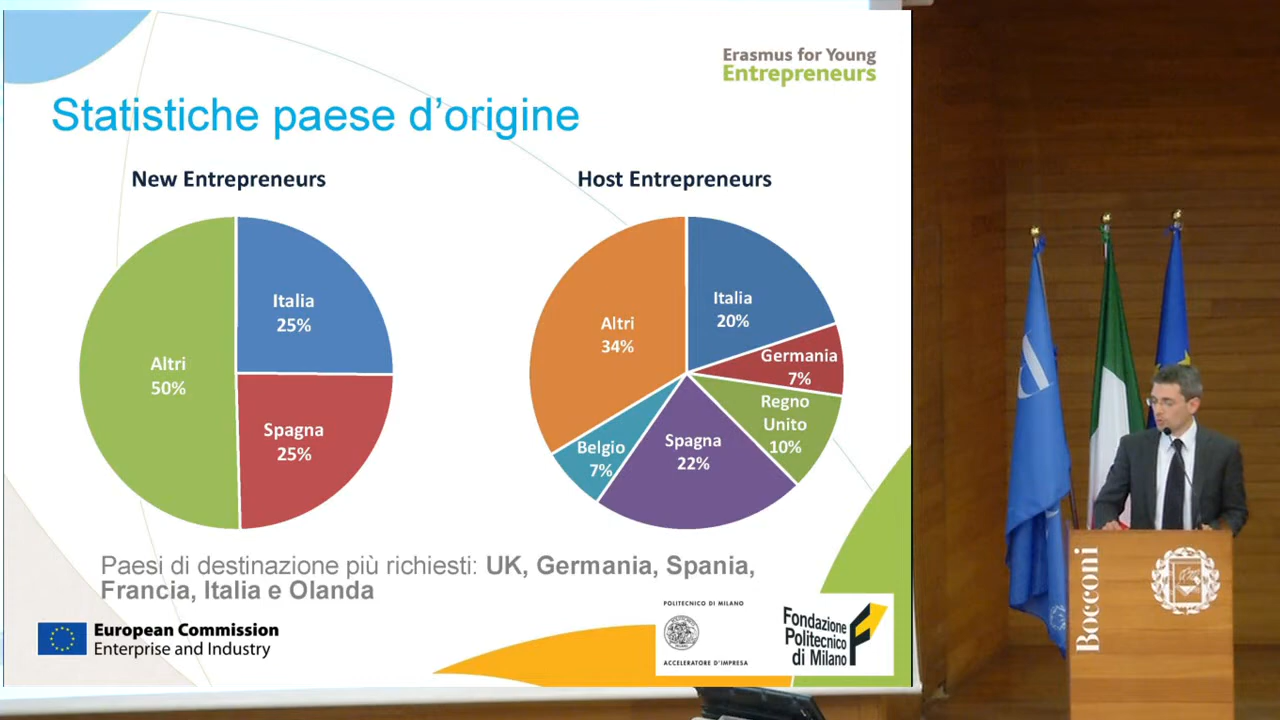 Erasmus for Young
Entrepreneurs
Statistiche paese d'origine
New Entrepreneurs
Italia
25%
Spagna
25%
Altri
50%
Host Entrepreneurs
Italia
20%
Germania
7%
Regno
Unito
10%
Spagna
22%
Belgio
7%
Altri
34%
Paesi di destinazione più richiesti: UK, Germania, Spania,
Francia, Italia e Olanda
European Commission
Enterprise and Industry
POLITECNICO DI MILANO
ACCELERATORE D'IMPRESA
Fondazione
Politecnico
di Milano
Bocconi